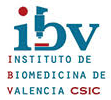 ibv
INSTITUTO DE
BIOMEDICINA DE
VALENCIA CSIC